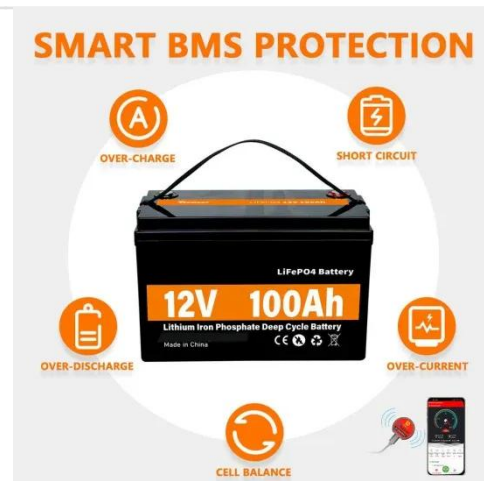 SMART BMS PROTECTION
OVER-CHARGE
SHORT CIRCUIT
LiFePO4 Battery
12V 100Ah
Lithium Iron Phosphate Deep Cycle Battery
Made in China
CE
OVER-DISCHARGE
OVER-CURRENT
CELL BALANCE